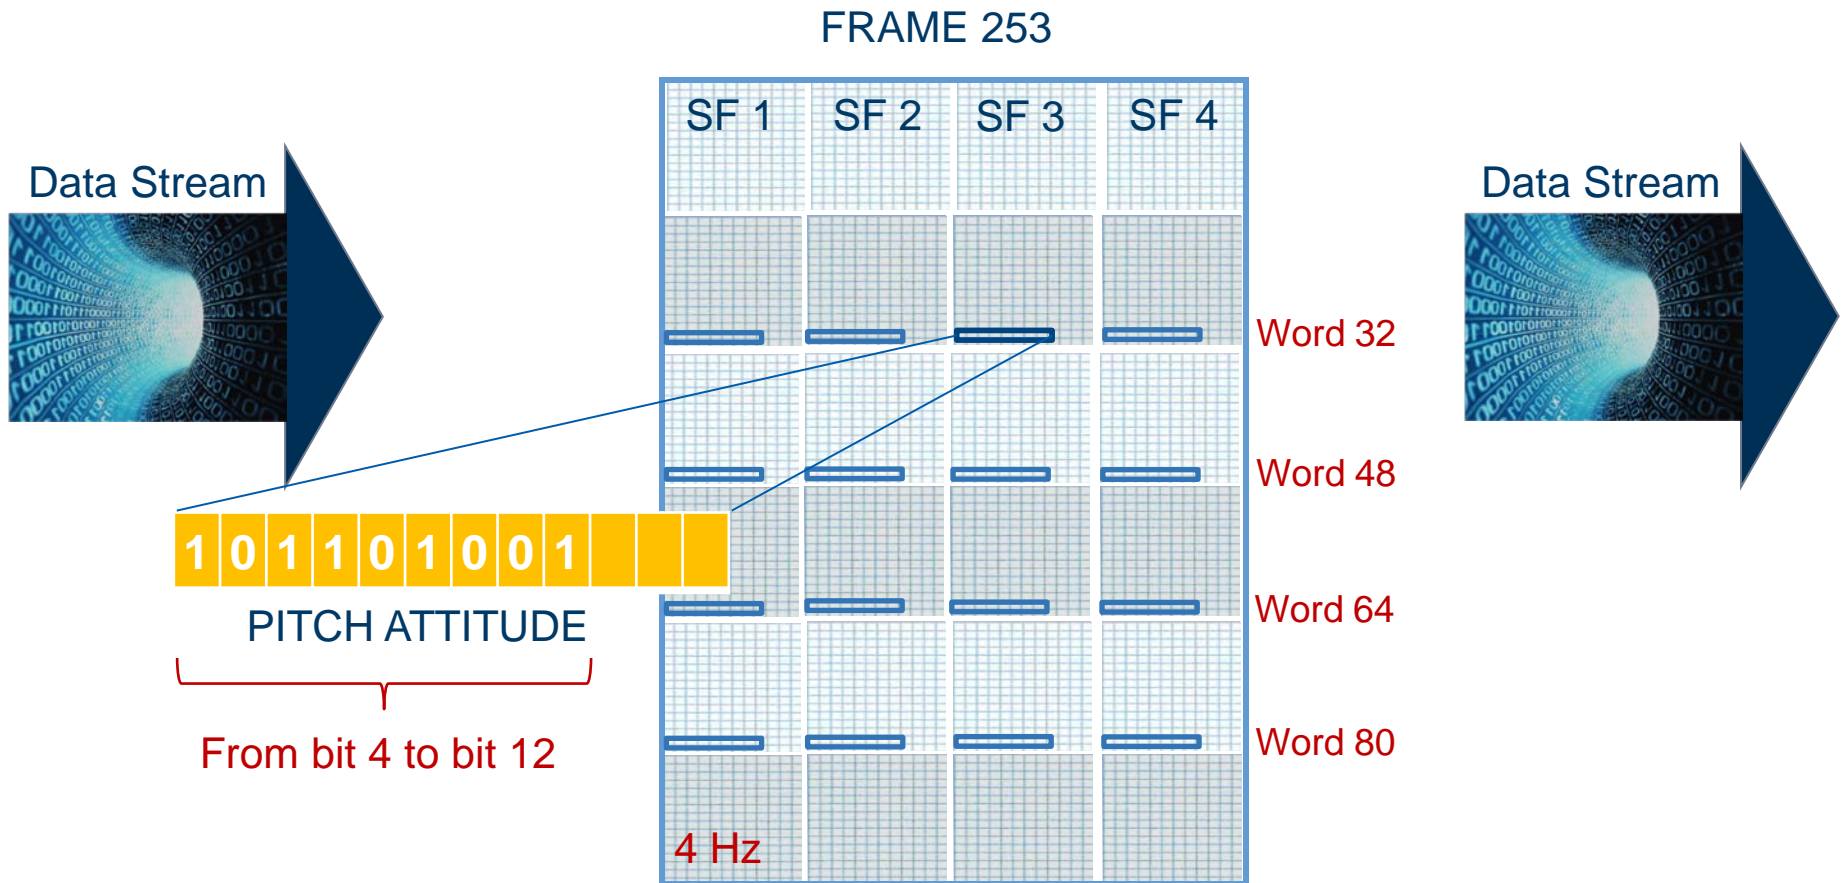 FRAME 253
SF 1 SF 2 SF 3 SF 4
Data Stream
Data Stream
Word 32
Word 48
1 0 1 1 0 1 0 0 1
PITCH ATTITUDE
Word 64
From bit 4 to bit 12
Word 80
4 Hz